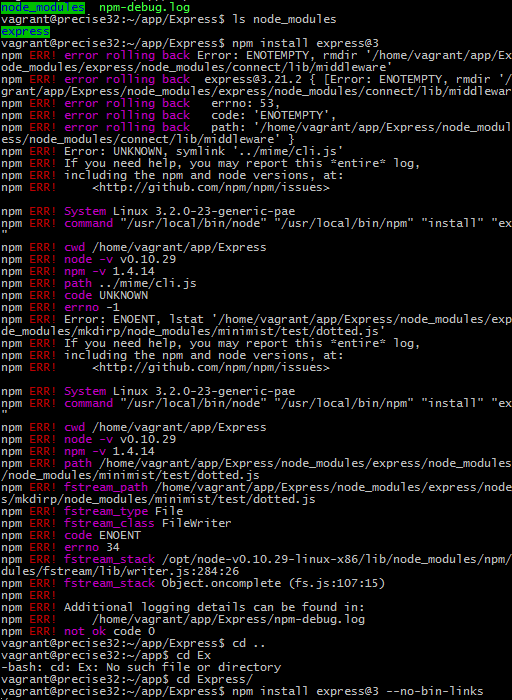 node_modules  npm-debug.log
vagrant@precise32:~/app/Express$ ls node_modules
express
vagrant@precise32:~/app/Express$ npm install express@3
npm ERR! error rolling back Error: ENOTEMPTY, rmdir '/home/vagrant/app/Ex
ode_modules/express/node_modules/connect/lib/middleware'
npm ERR! error rolling back  express@3.21.2 { [Error: ENOTEMPTY, rmdir '/
grant/app/Express/node_modules/express/node_modules/connect/lib/middlewar
npm ERR! error rolling back   errno: 53,
npm ERR! error rolling back   code: 'ENOTEMPTY',
npm ERR! error rolling back   path: '/home/vagrant/app/Express/node_modul
ess/node_modules/connect/lib/middleware' }
npm ERR! Error: UNKNOWN, symlink '../mime/cli.js'
npm ERR! If you need help, you may report this *entire* log,
npm ERR! including the npm and node versions, at:
npm ERR!     <http://github.com/npm/npm/issues>

npm ERR! System Linux 3.2.0-23-generic-pae
npm ERR! command "/usr/local/bin/node" "/usr/local/bin/npm" "install" "ex
"
npm ERR! cwd /home/vagrant/app/Express
npm ERR! node -v v0.10.29
npm ERR! npm -v 1.4.14
npm ERR! path ../mime/cli.js
npm ERR! code UNKNOWN
npm ERR! errno -1
npm ERR! Error: ENOENT, lstat '/home/vagrant/app/Express/node_modules/exp
de_modules/mkdirp/node_modules/minimist/test/dotted.js'
npm ERR! If you need help, you may report this *entire* log,
npm ERR! including the npm and node versions, at:
npm ERR!     <http://github.com/npm/npm/issues>

npm ERR! System Linux 3.2.0-23-generic-pae
npm ERR! command "/usr/local/bin/node" "/usr/local/bin/npm" "install" "ex
"
npm ERR! cwd /home/vagrant/app/Express
npm ERR! node -v v0.10.29
npm ERR! npm -v 1.4.14
npm ERR! path /home/vagrant/app/Express/node_modules/express/node_modules
/node_modules/minimist/test/dotted.js
npm ERR! fstream_path /home/vagrant/app/Express/node_modules/express/node
s/mkdirp/node_modules/minimist/test/dotted.js
npm ERR! fstream_type File
npm ERR! fstream_class FileWriter
npm ERR! code ENOENT
npm ERR! errno 34
npm ERR! fstream_stack /opt/node-v0.10.29-linux-x86/lib/node_modules/npm/
dules/fstream/lib/writer.js:284:26
npm ERR! fstream_stack Object.oncomplete (fs.js:107:15)
npm ERR!
npm ERR! Additional logging details can be found in:
npm ERR!     /home/vagrant/app/Express/npm-debug.log
npm ERR! not ok code 0
vagrant@precise32:~/app/Express$ cd ..
vagrant@precise32:~/app$ cd Ex
-bash: cd: Ex: No such file or directory
vagrant@precise32:~/app$ cd Express/
vagrant@precise32:~/app/Express$ npm install express@3 --no-bin-links